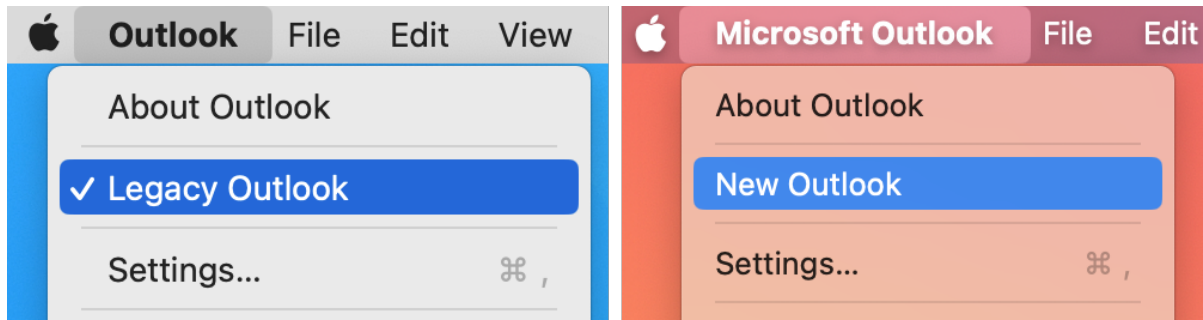 Outlook File Edit View
About Outlook
✓ Legacy Outlook
Settings... ⌘ ,
Microsoft Outlook File Edit
About Outlook
New Outlook
Settings... ⌘ ,